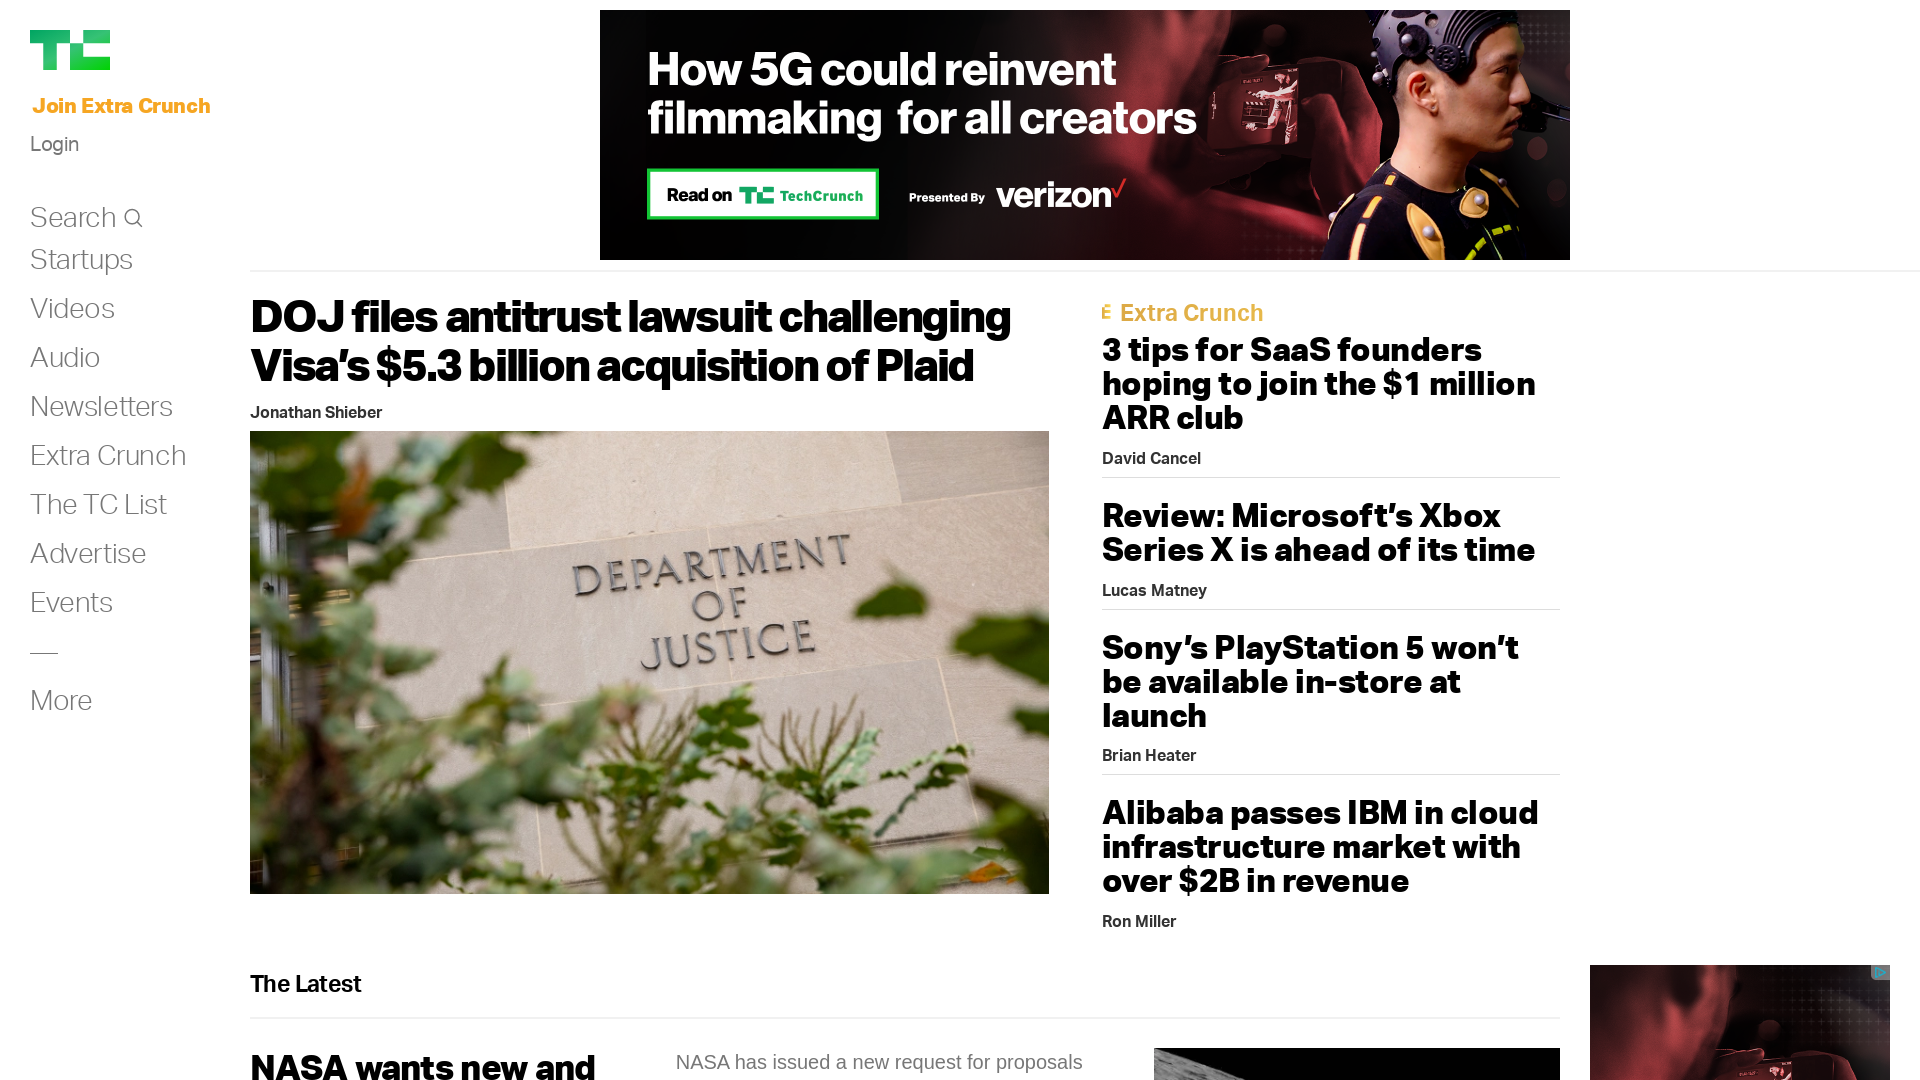 TC
Join Extra Crunch
Login
Search
Startups
Videos
Audio
Newsletters
Extra Crunch
The TC List
Advertise
Events
—
More
How 5G could reinvent
filmmaking for all creators
Read on TC TechCrunch
Presented By verizon✓
DOJ files antitrust lawsuit challenging
Visa’s $5.3 billion acquisition of Plaid
Jonathan Shieber
DEPARTMENT
OF
JUSTICE
Extra Crunch
3 tips for SaaS founders
hoping to join the $1 million
ARR club
David Cancel
Review: Microsoft’s Xbox
Series X is ahead of its time
Lucas Matney
Sony’s PlayStation 5 won’t
be available in-store at
launch
Brian Heater
Alibaba passes IBM in cloud
infrastructure market with
over $2B in revenue
Ron Miller
The Latest
NASA wants new and
NASA has issued a new request for proposals